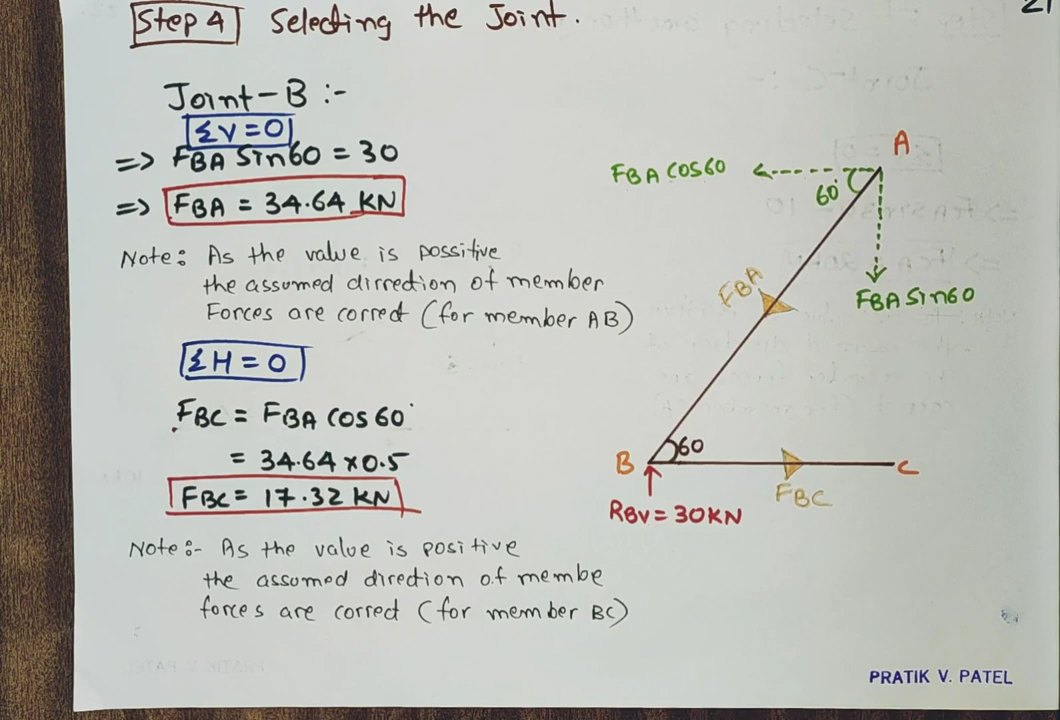 21
Step 4 Selecting the Joint.
Joint-B :-
ΣV=0
=> FBA Sin60 = 30
=> FBA = 34.64 KN
Note: As the value is possitive
the assumed dirrection of member
Forces are correct (for member AB)
ΣH=0
FBC = FBA COS 60°
= 34.64 x0.5
FBC = 17.32 KN
Note:- As the value is positive
the assumed direction of membe
forces are correct (for member BC)
A
FBA COS60
60°
FBA Sin60
FBA
60
B
C
FBC
RBV = 30KN
PRATIK V. PATEL